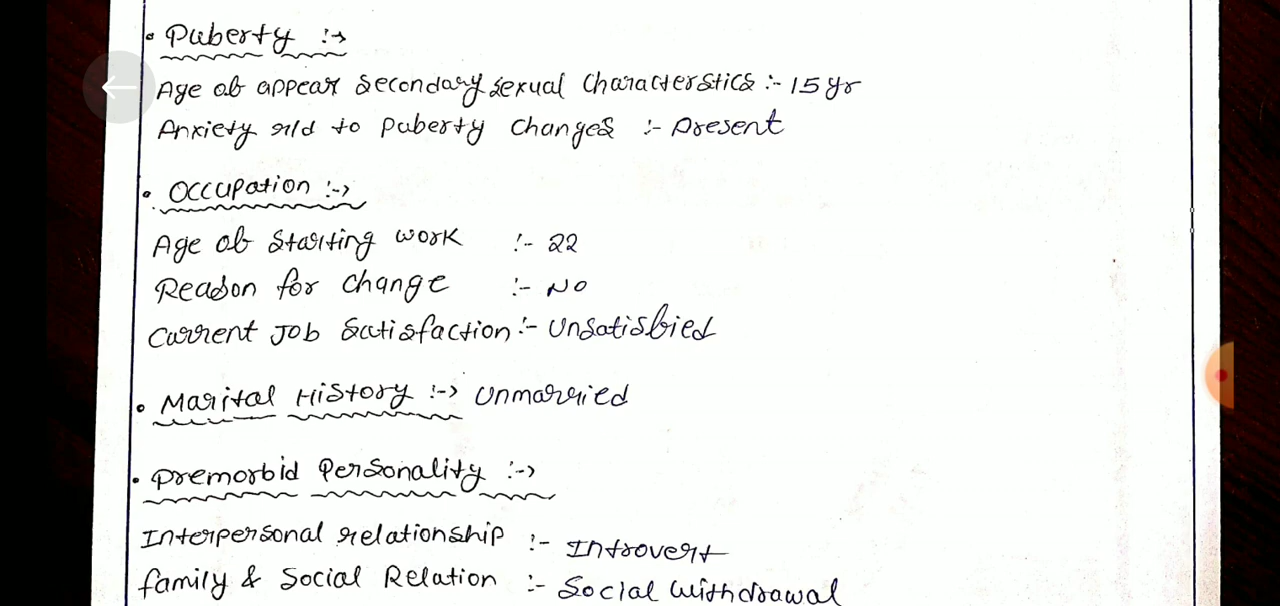 • Puberty :->
Age of appear secondary sexual characterstics :- 15 yr
Anxiety r/d to puberty changes :- Present
• Occupation :->
Age of starting work :- 22
Reason for change :- No
Current Job Satisfaction :- Unsatisfied
• Marital History :-> Unmarried
• Premorbid Personality :->
Interpersonal relationship :- Introvert
family & Social Relation :- Social withdrawal